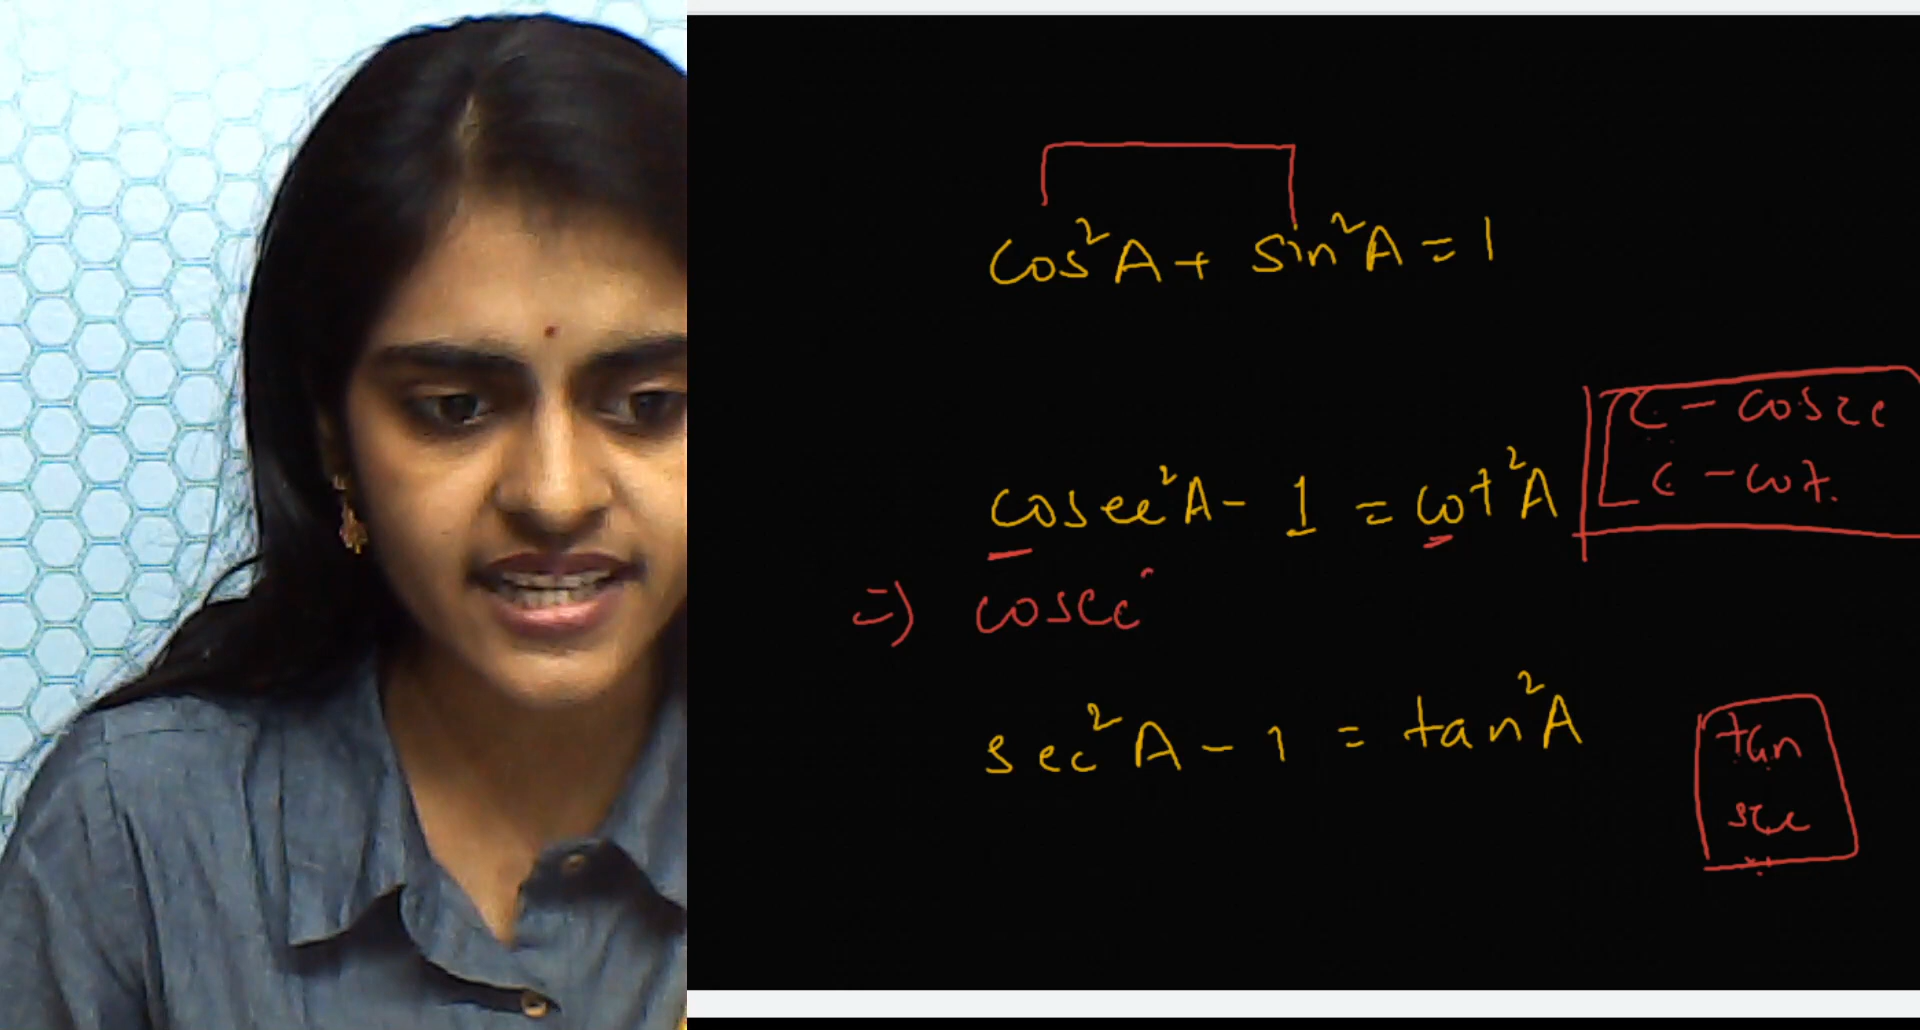 cos²A + sin²A = 1
c - cosec
c - cot.
cosec²A - 1 = cot²A
=) cosec
sec²A - 1 = tan²A
tan
sec